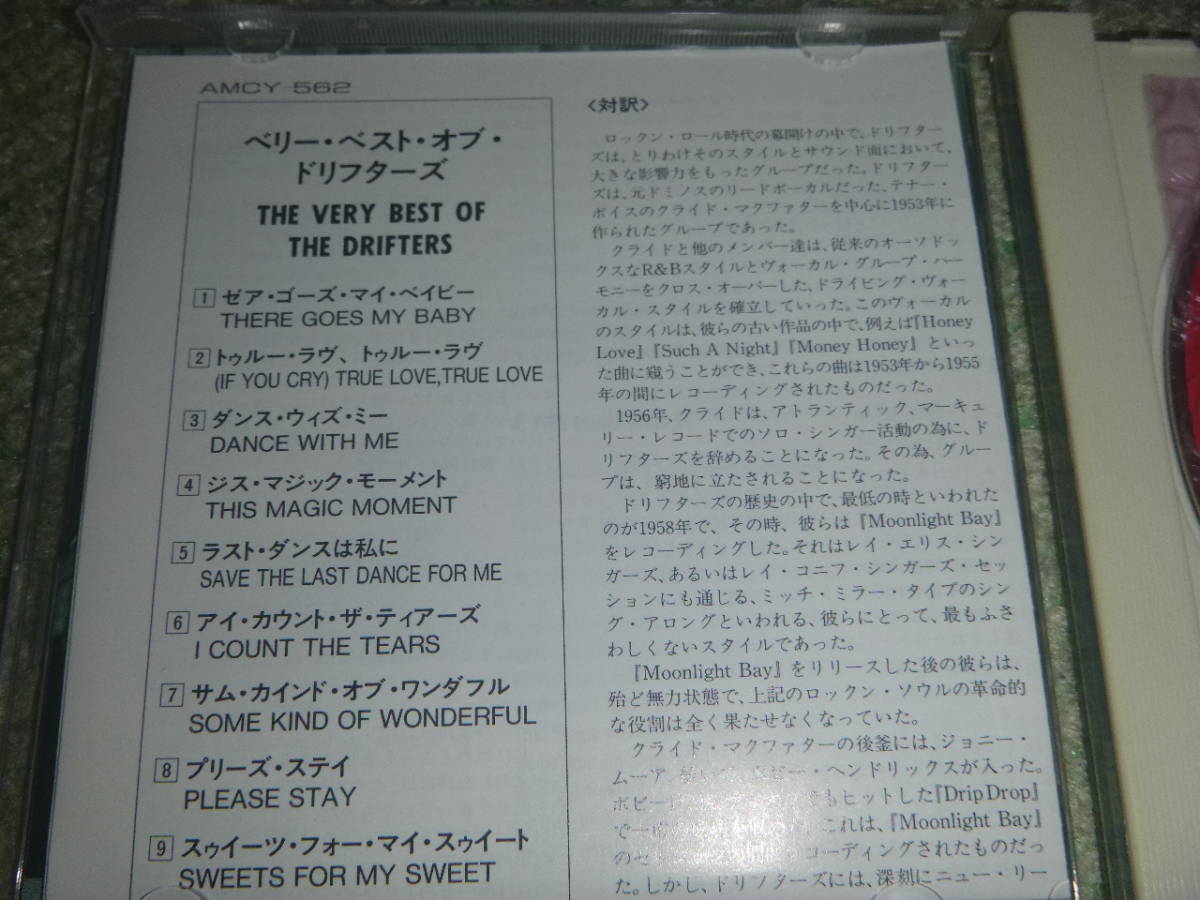 AMCY-562
ベリー・ベスト・オブ・
ドリフターズ
THE VERY BEST OF
THE DRIFTERS
1 ゼア・ゴーズ・マイ・ベイビー
THERE GOES MY BABY
2 トゥルー・ラヴ、トゥルー・ラヴ
(IF YOU CRY) TRUE LOVE,TRUE LOVE
3 ダンス・ウィズ・ミー
DANCE WITH ME
4 ジス・マジック・モーメント
THIS MAGIC MOMENT
5 ラスト・ダンスは私に
SAVE THE LAST DANCE FOR ME
6 アイ・カウント・ザ・ティアーズ
I COUNT THE TEARS
7 サム・カインド・オブ・ワンダフル
SOME KIND OF WONDERFUL
8 プリーズ・ステイ
PLEASE STAY
9 スゥイーツ・フォー・マイ・スゥイート
SWEETS FOR MY SWEET
〈対訳〉
ロックン・ロール時代の幕開けの中で、ドリフター
ズは、とりわけそのスタイルとサウンド面において、
大きな影響力をもったグループだった。ドリフター
ズは、元ドミノスのリードボーカルだった、テナー・
ボイスのクライド・マクファターを中心に1953年に
作られたグループであった。
クライドと他のメンバー達は、従来のオーソドッ
クスなR&Bスタイルとヴォーカル・グループ・ハー
モニーをクロス・オーバーした、ドライビング・ヴォー
カル・スタイルを確立していった。このヴォーカル
のスタイルは、彼らの古い作品の中で、例えば『Honey
Love』『Such A Night』『Money Honey』といっ
た曲に窺うことができ、これらの曲は1953年から1955
年の間にレコーディングされたものだった。
1956年、クライドは、アトランティック、マーキュ
リー・レコードでのソロ・シンガー活動の為に、ド
リフターズを辞めることになった。その為、グルー
プは、窮地に立たされることになった。
ドリフターズの歴史の中で、最低の時といわれた
のが1958年で、その時、彼らは『Moonlight Bay』
をレコーディングした。それはレイ・エリス・シン
ガーズ、あるいはレイ・コニフ・シンガーズ・セッ
ションにも通じる、ミッチ・ミラー・タイプのシン
グ・アロングといわれる、彼らにとって、最もふさ
わしくないスタイルであった。
『Moonlight Bay』をリリースした後の彼らは、
殆ど無力状態で、上記のロックン・ソウルの革命的
な役割は全く果たせなくなっていた。
クライド・マクファターの後釜には、ジョニー・
ムーア ビー・ヘンドリックスが入った。
ボビー もヒットした『Drip Drop』
で一 これは、『Moonlight Bay』
のセ コーディングされたものだっ
た。しかし、ドリフターズには、深刻にニュー・リー